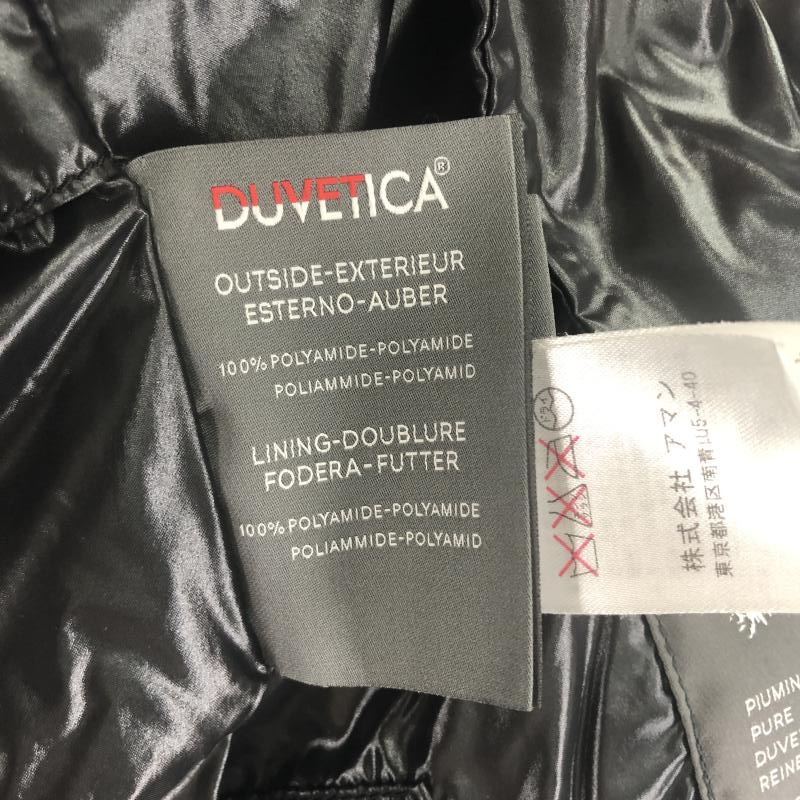 DUVETICA®
OUTSIDE-EXTERIEUR
ESTERNO-AUBER
100% POLYAMIDE-POLYAMIDE
POLIAMMIDE-POLYAMID
LINING-DOUBLURE
FODERA-FUTTER
100% POLYAMIDE-POLYAMIDE
POLIAMMIDE-POLYAMID
株式会社 アマン
東京都港区南青山5-4-40
PIUMIN
PURE
DUVE
REINE